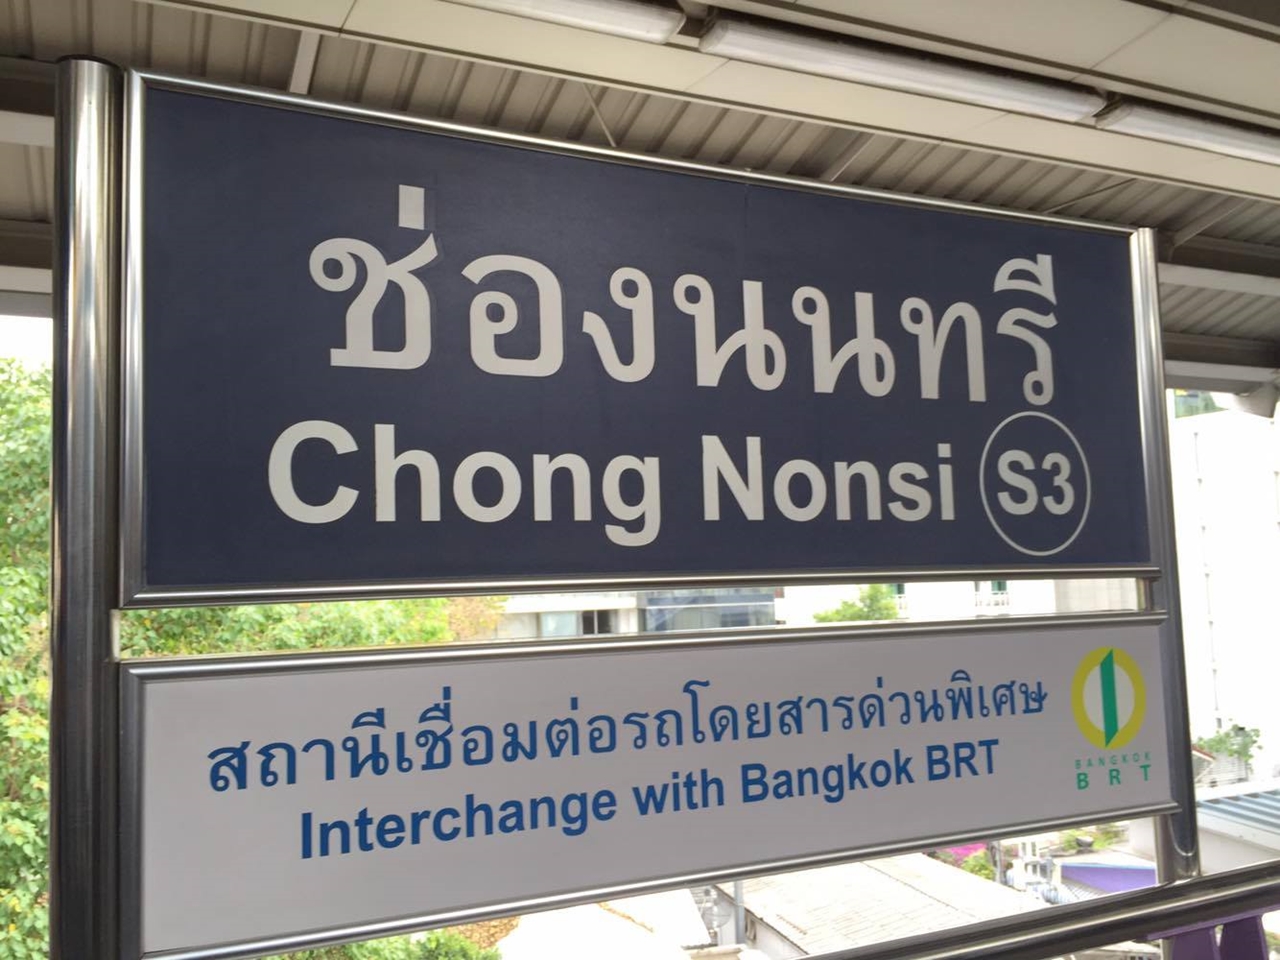 ช่องนนทรี
Chong Nonsi S3
สถานีเชื่อมต่อรถโดยสารด่วนพิเศษ
Interchange with Bangkok BRT
BANGKOK
BRT